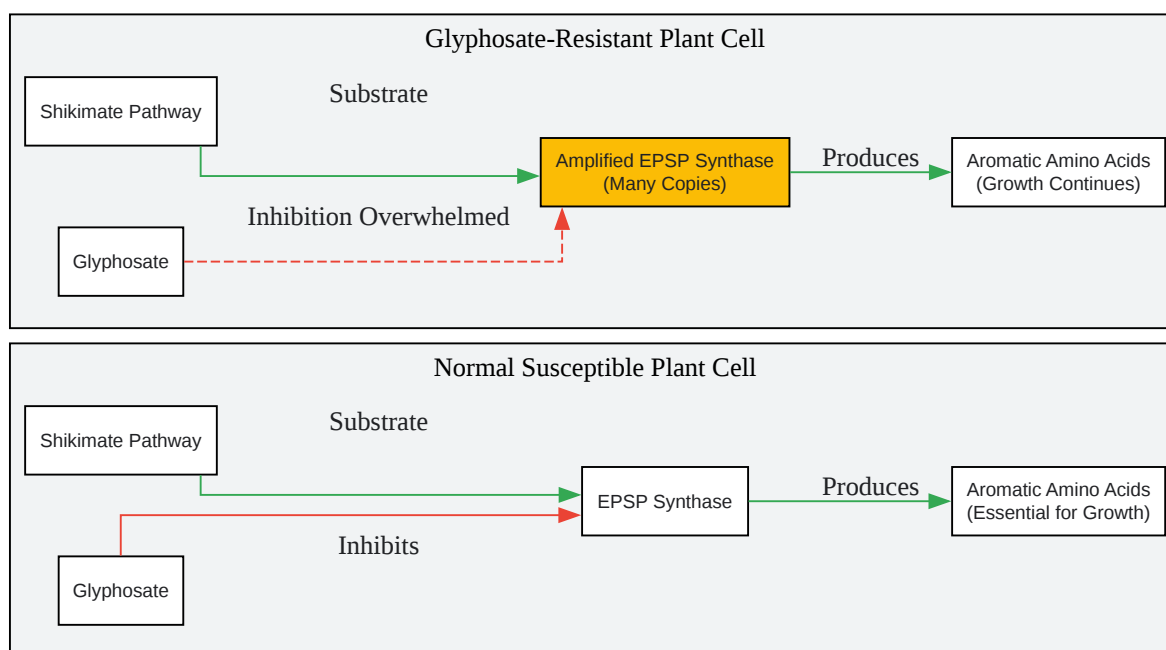 Glyphosate-Resistant Plant Cell
Shikimate Pathway
Substrate
Amplified EPSP Synthase
(Many Copies)
Produces
Aromatic Amino Acids
(Growth Continues)
Inhibition Overwhelmed
Glyphosate
Normal Susceptible Plant Cell
Shikimate Pathway
Substrate
EPSP Synthase
Produces
Aromatic Amino Acids
(Essential for Growth)
Inhibits
Glyphosate